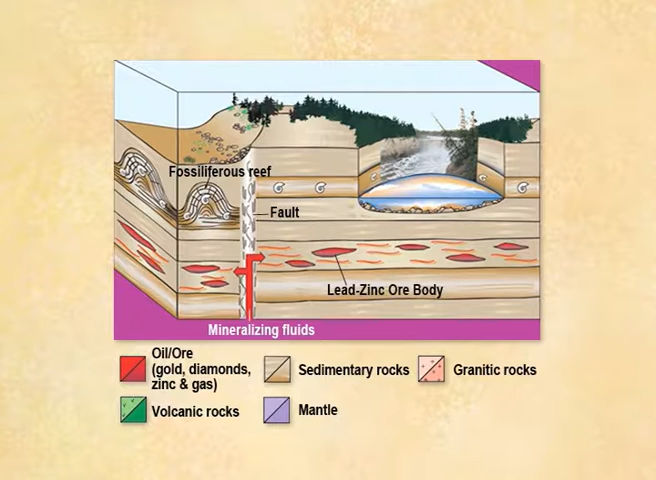 Fossiliferous reef
Fault
Lead-Zinc Ore Body
Mineralizing fluids
Oil/Ore
(gold, diamonds,
zinc & gas)
Sedimentary rocks
Granitic rocks
Volcanic rocks
Mantle